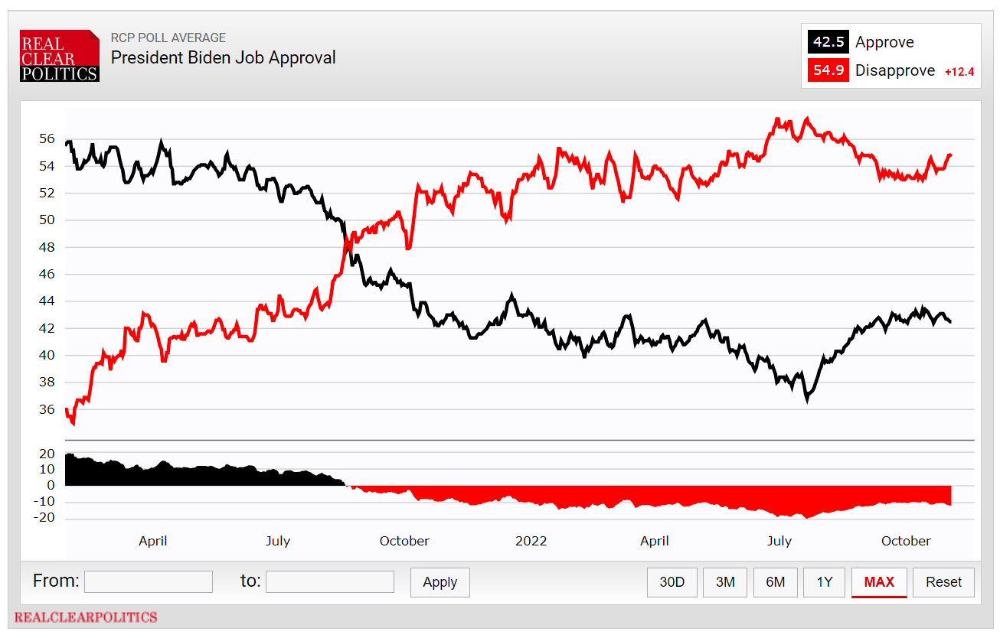 REAL
CLEAR
POLITICS
RCP POLL AVERAGE
President Biden Job Approval
42.5 Approve
54.9 Disapprove +12.4
56
54
52
50
48
46
44
42
40
38
36
20
10
0
-10
-20
April July October 2022 April July October
From: to: Apply 30D 3M 6M 1Y MAX Reset
REALCLEARPOLITICS